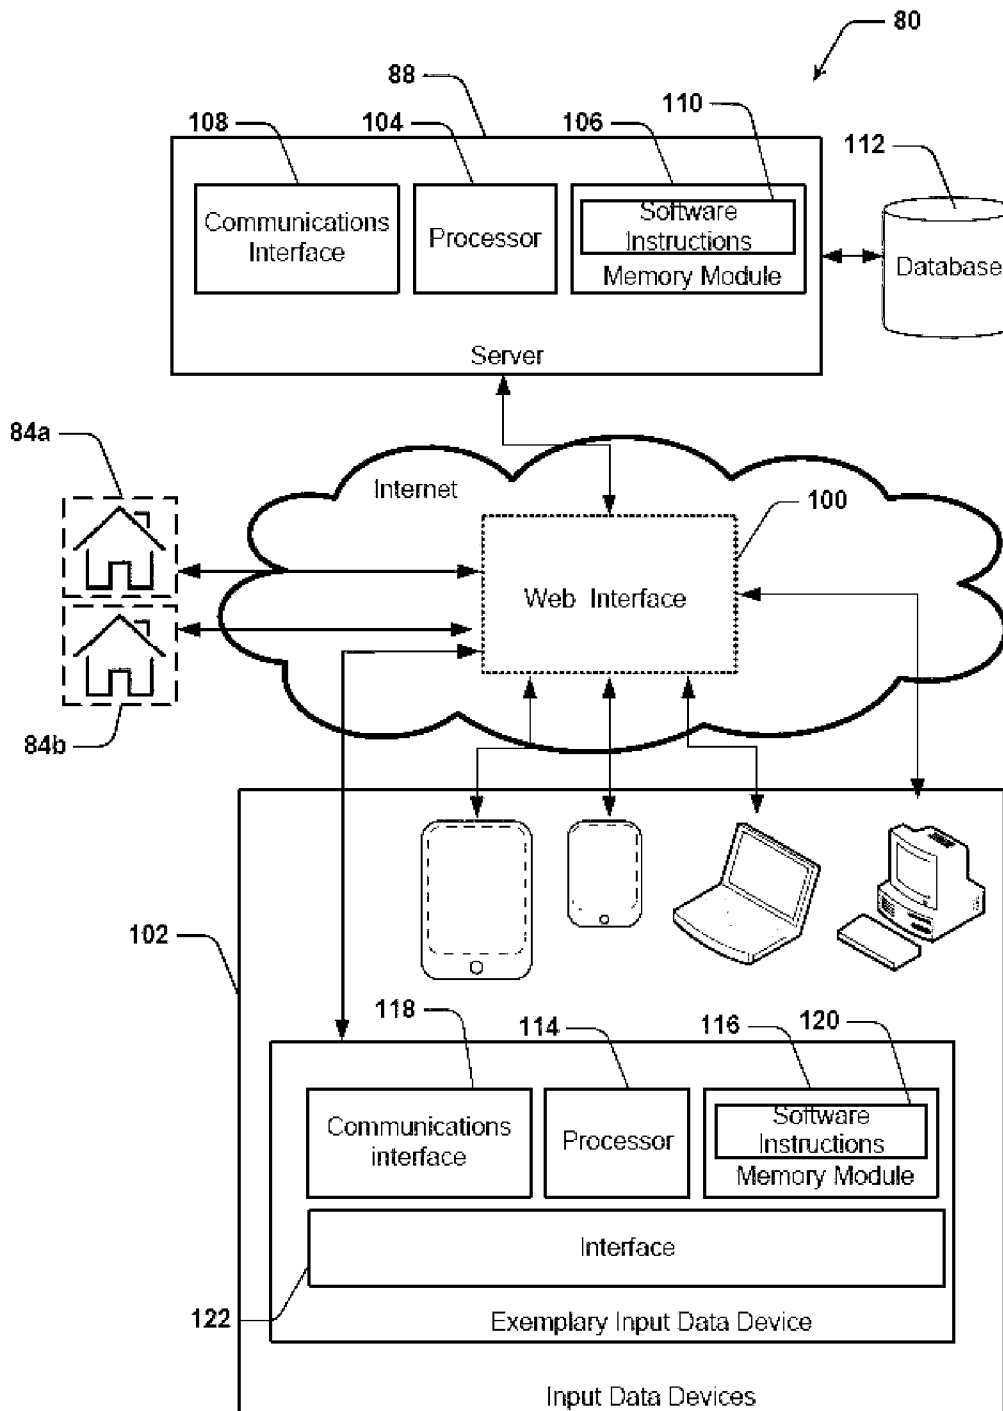 80
88
110
108
104
106
112
Communications
Interface
Processor
Software
Instructions
Memory Module
Database
Server
84a
Internet
100
Web Interface
84b
102
118
114
116
120
Communications
interface
Processor
Software
Instructions
Memory Module
Interface
122
Exemplary Input Data Device
Input Data Devices